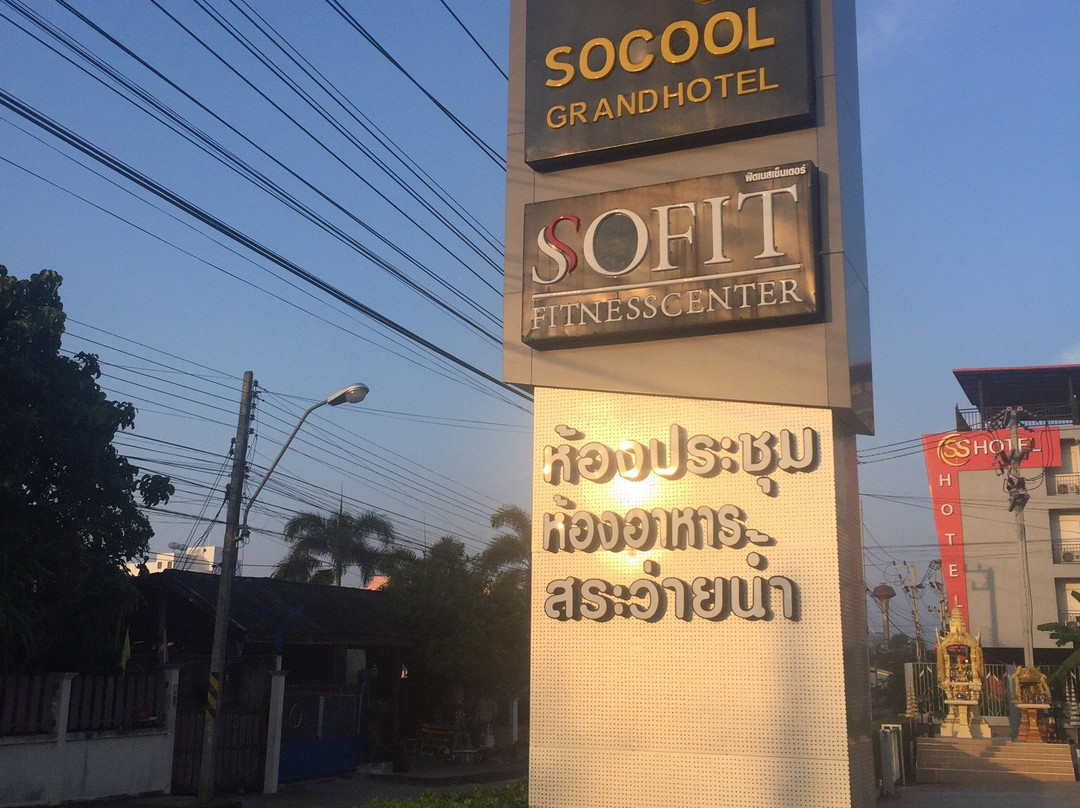 SOCOOL
GRANDHOTEL
ฟิตเนสเซ็นเตอร์
SSOFIT
FITNESSCENTER
ห้องประชุม
ห้องอาหาร
สระว่ายน้ำ
SS HOTEL
HOTEL